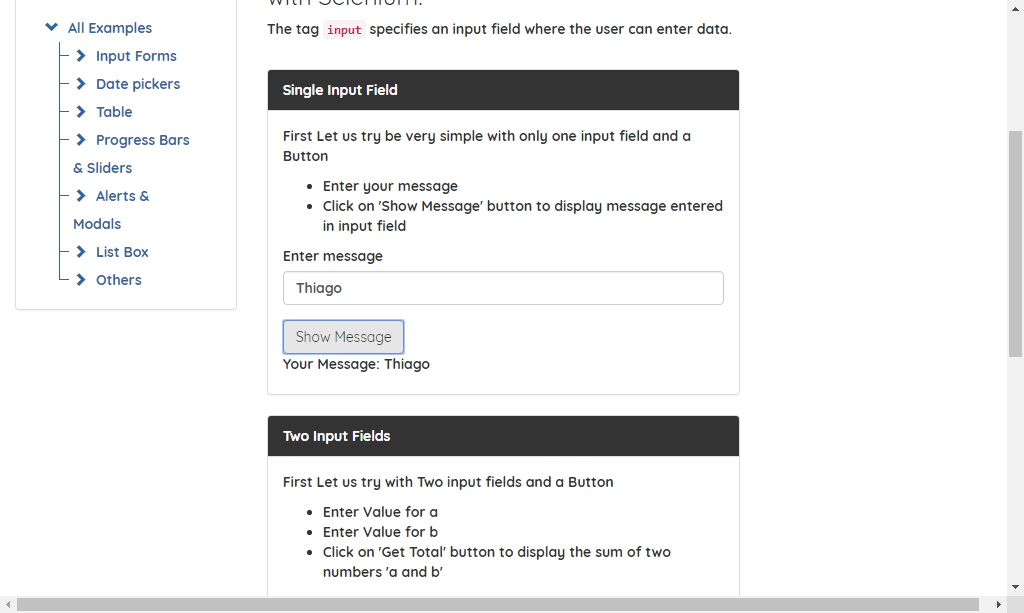 with Selenium.
The tag input specifies an input field where the user can enter data.
All Examples
Input Forms
Date pickers
Table
Progress Bars
& Sliders
Alerts &
Modals
List Box
Others
Single Input Field
First Let us try be very simple with only one input field and a
Button
Enter your message
Click on 'Show Message' button to display message entered
in input field
Enter message
Thiago
Show Message
Your Message: Thiago
Two Input Fields
First Let us try with Two input fields and a Button
Enter Value for a
Enter Value for b
Click on 'Get Total' button to display the sum of two
numbers 'a and b'